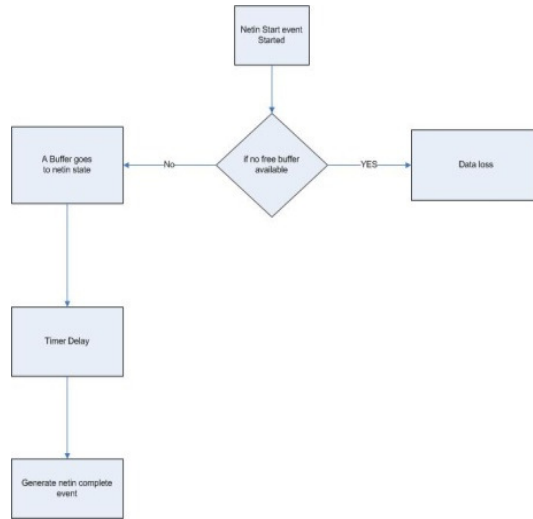 Netin Start event
Started
if no free buffer
available
No
YES
A Buffer goes
to netin state
Data loss
Timer Delay
Generate netin complete
event